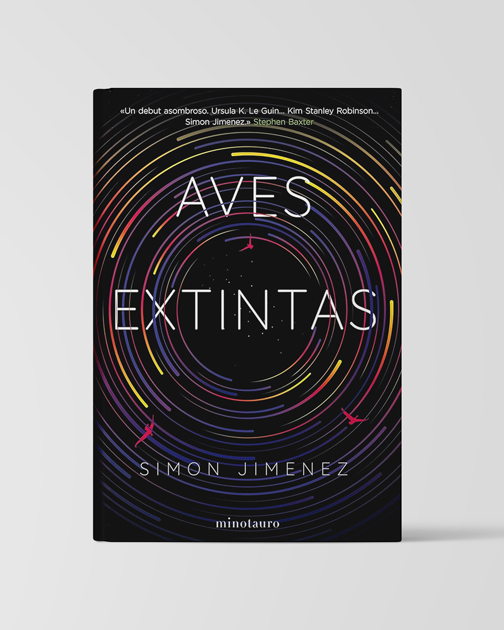 «Un debut asombroso. Ursula K. Le Guin... Kim Stanley Robinson...
Simon Jimenez.» Stephen Baxter
AVES
EXTINTAS
SIMON JIMENEZ
minotauro